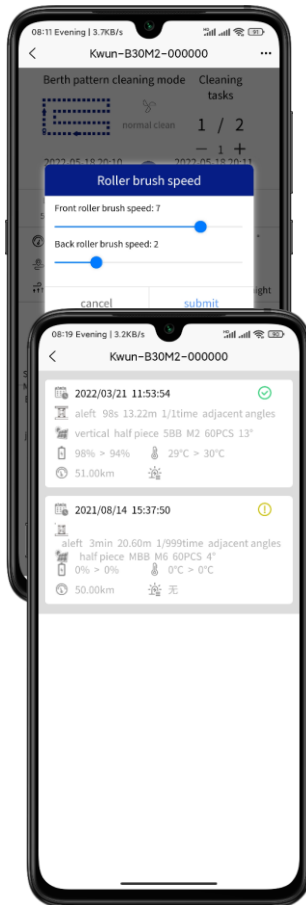 08:11 Evening | 3.7KB/s
Kwun-B30M2-000000
Berth pattern cleaning mode
Cleaning tasks
normal clean
1 / 2
1
2022-05-18 20:10
2022-05-18 20:11
Roller brush speed
Front roller brush speed: 7
Back roller brush speed: 2
cancel
submit
08:19 Evening | 3.2KB/s
Kwun-B30M2-000000
2022/03/21 11:53:54
aleft 98s 13.22m 1/1time adjacent angles
vertical half piece 5BB M2 60PCS 13°
98% > 94%
29°C > 30°C
51.00km
2021/08/14 15:37:50
aleft 3min 20.60m 1/999time adjacent angles
half piece MBB M6 60PCS 4°
0% > 0%
0°C > 0°C
50.00km
无